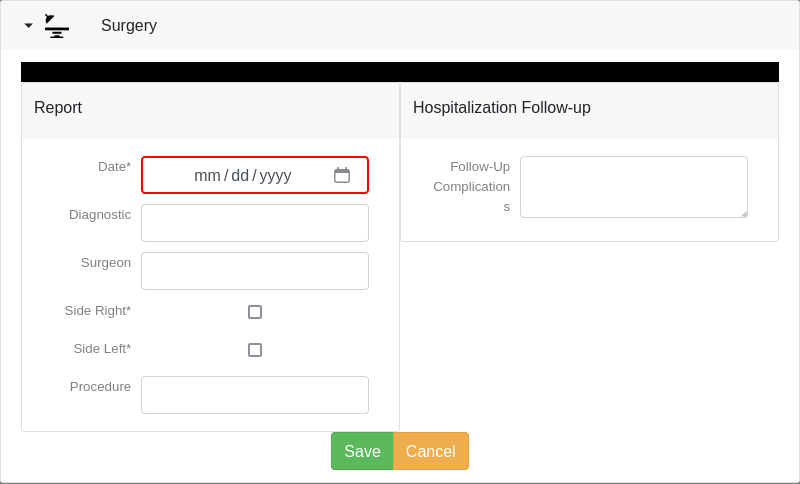 Surgery
Report
Date*
mm/dd/yyyy
Diagnostic
Surgeon
Side Right*
Side Left*
Procedure
Hospitalization Follow-up
Follow-Up
Complication
s
Save
Cancel